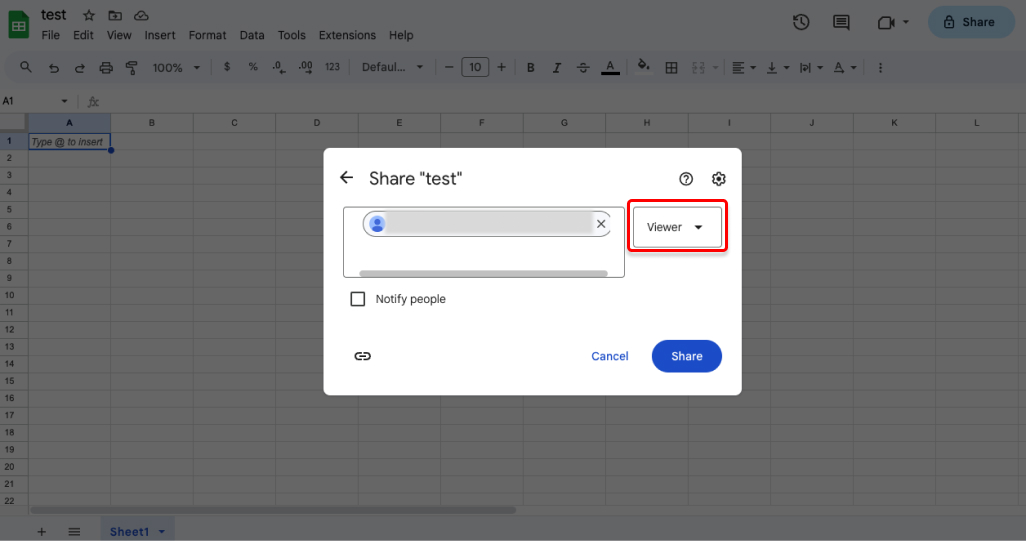 test
File Edit View Insert Format Data Tools Extensions Help
Share
100% $ % .0 .00 123 Defaul... 10 B I A
A1 fx
A B C D E F G H I J K L
1 Type @ to Insert
2
3
4
5
6
7
8
9
10
11
12
13
14
15
16
17
18
19
20
21
22
Share "test"
Viewer
Notify people
Cancel Share
Sheet1